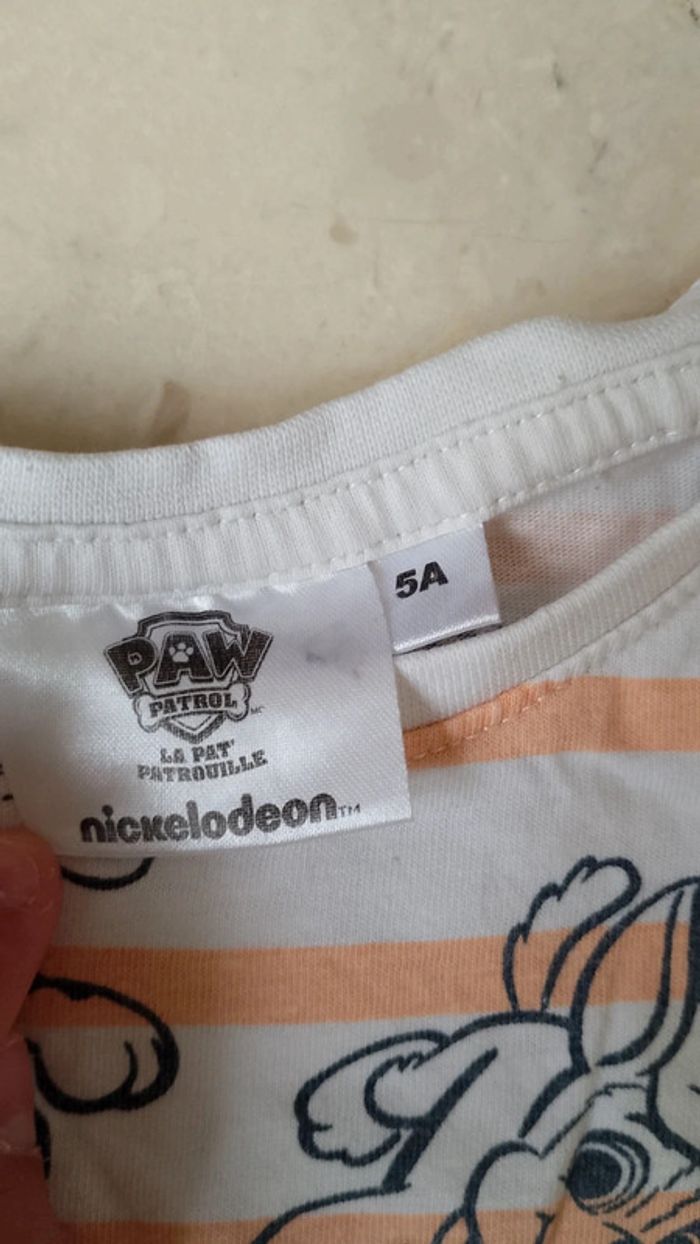 PAW
PATROL
MC
LA PAT'
PATROUILLE
nickelodeon™
5A